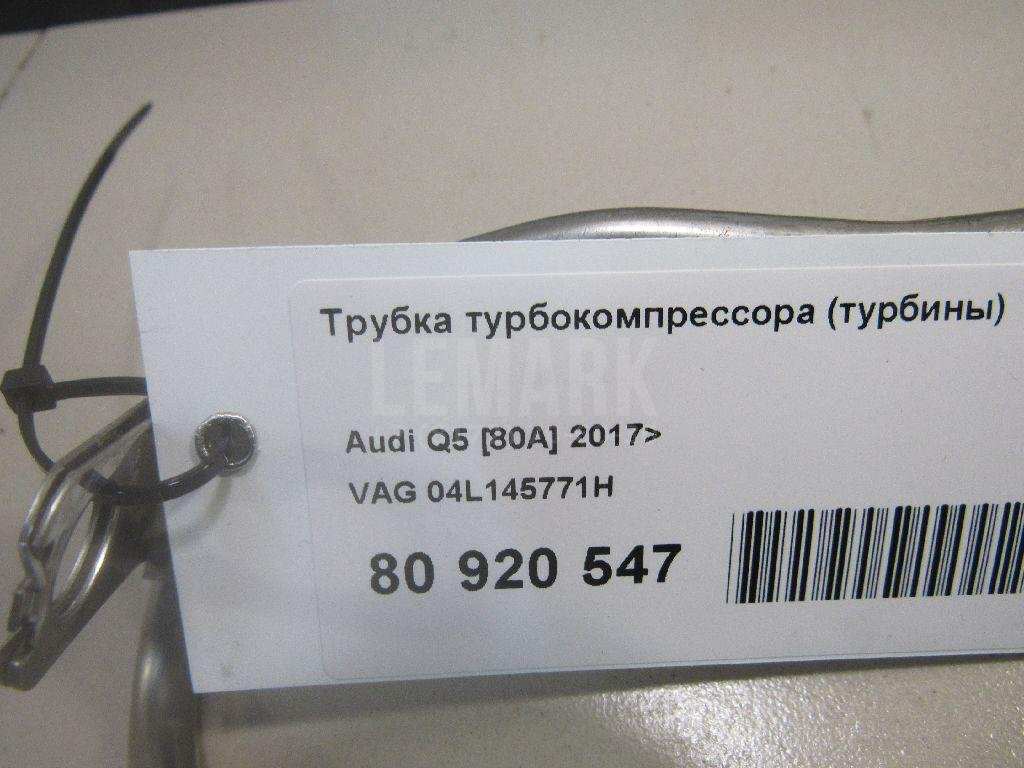 Трубка турбокомпрессора (турбины)
LEMARK
Audi Q5 [80A] 2017>
VAG 04L145771H
80 920 547